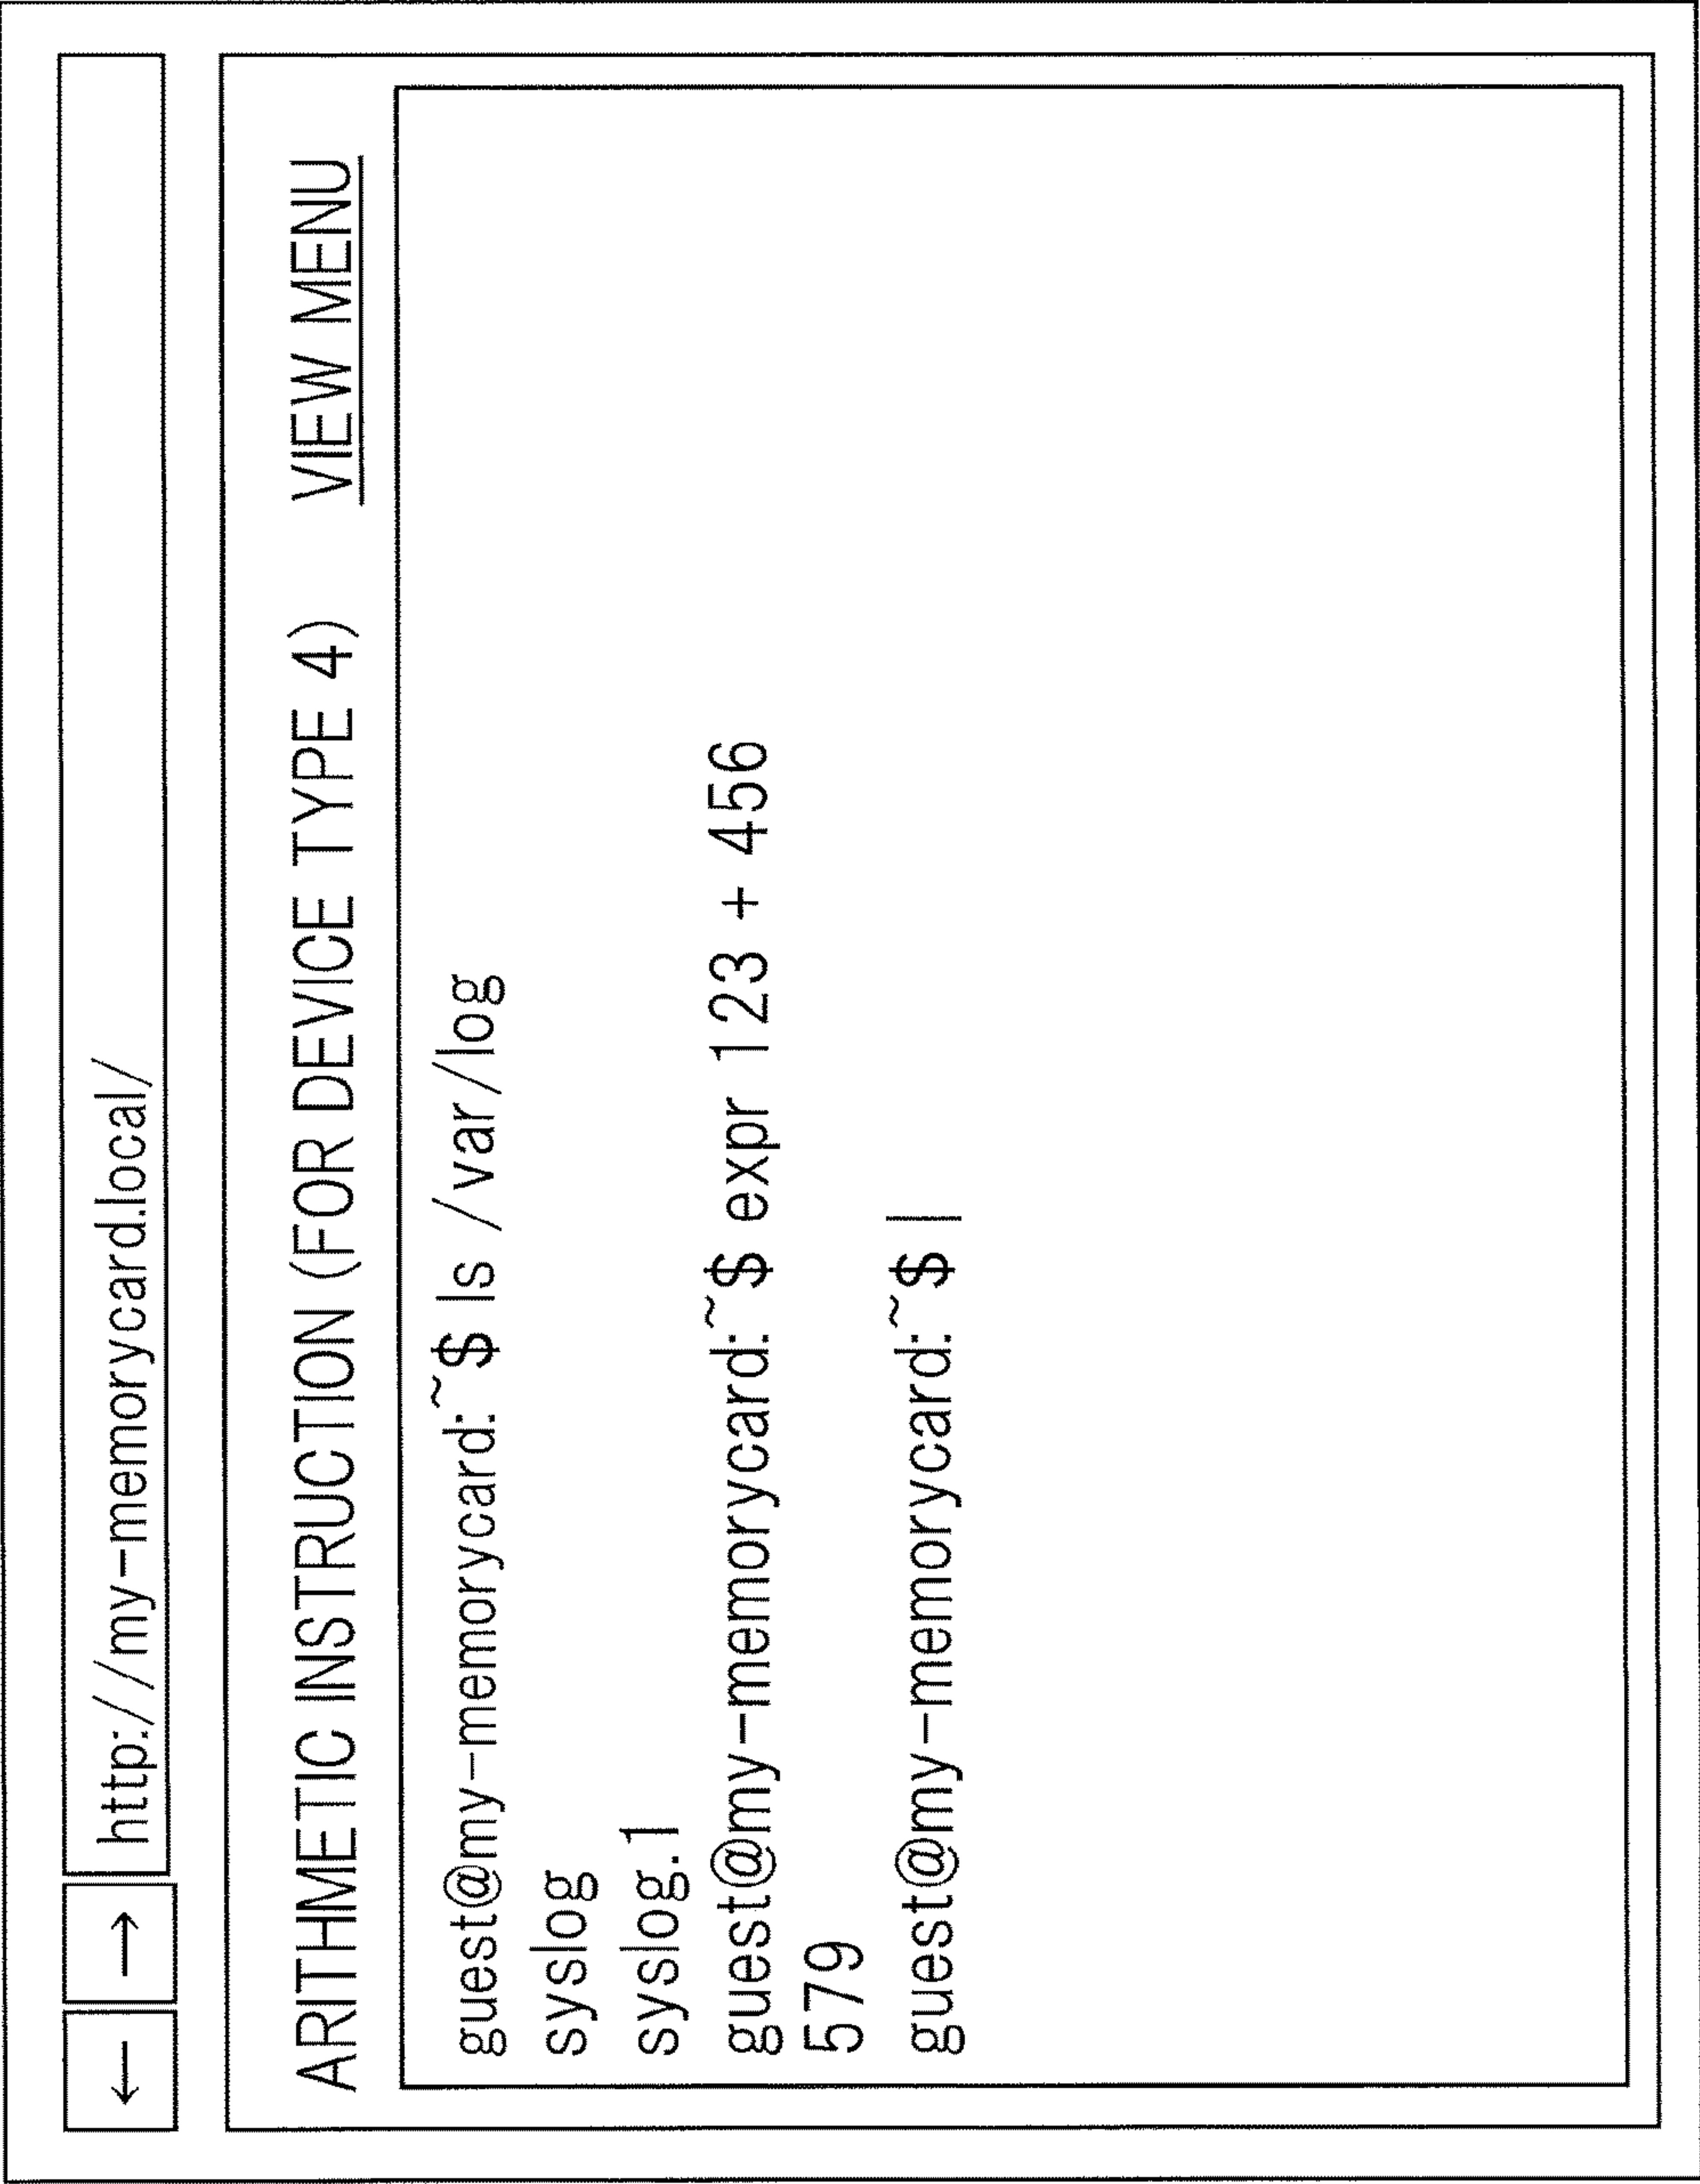 ← → http://my-memorycard.local/
ARITHMETIC INSTRUCTION (FOR DEVICE TYPE 4) VIEW MENU
guest@my-memorycard:~$ ls /var/log
syslog
syslog.1
guest@my-memorycard:~$ expr 123 + 456
579
guest@my-memorycard:~$ |